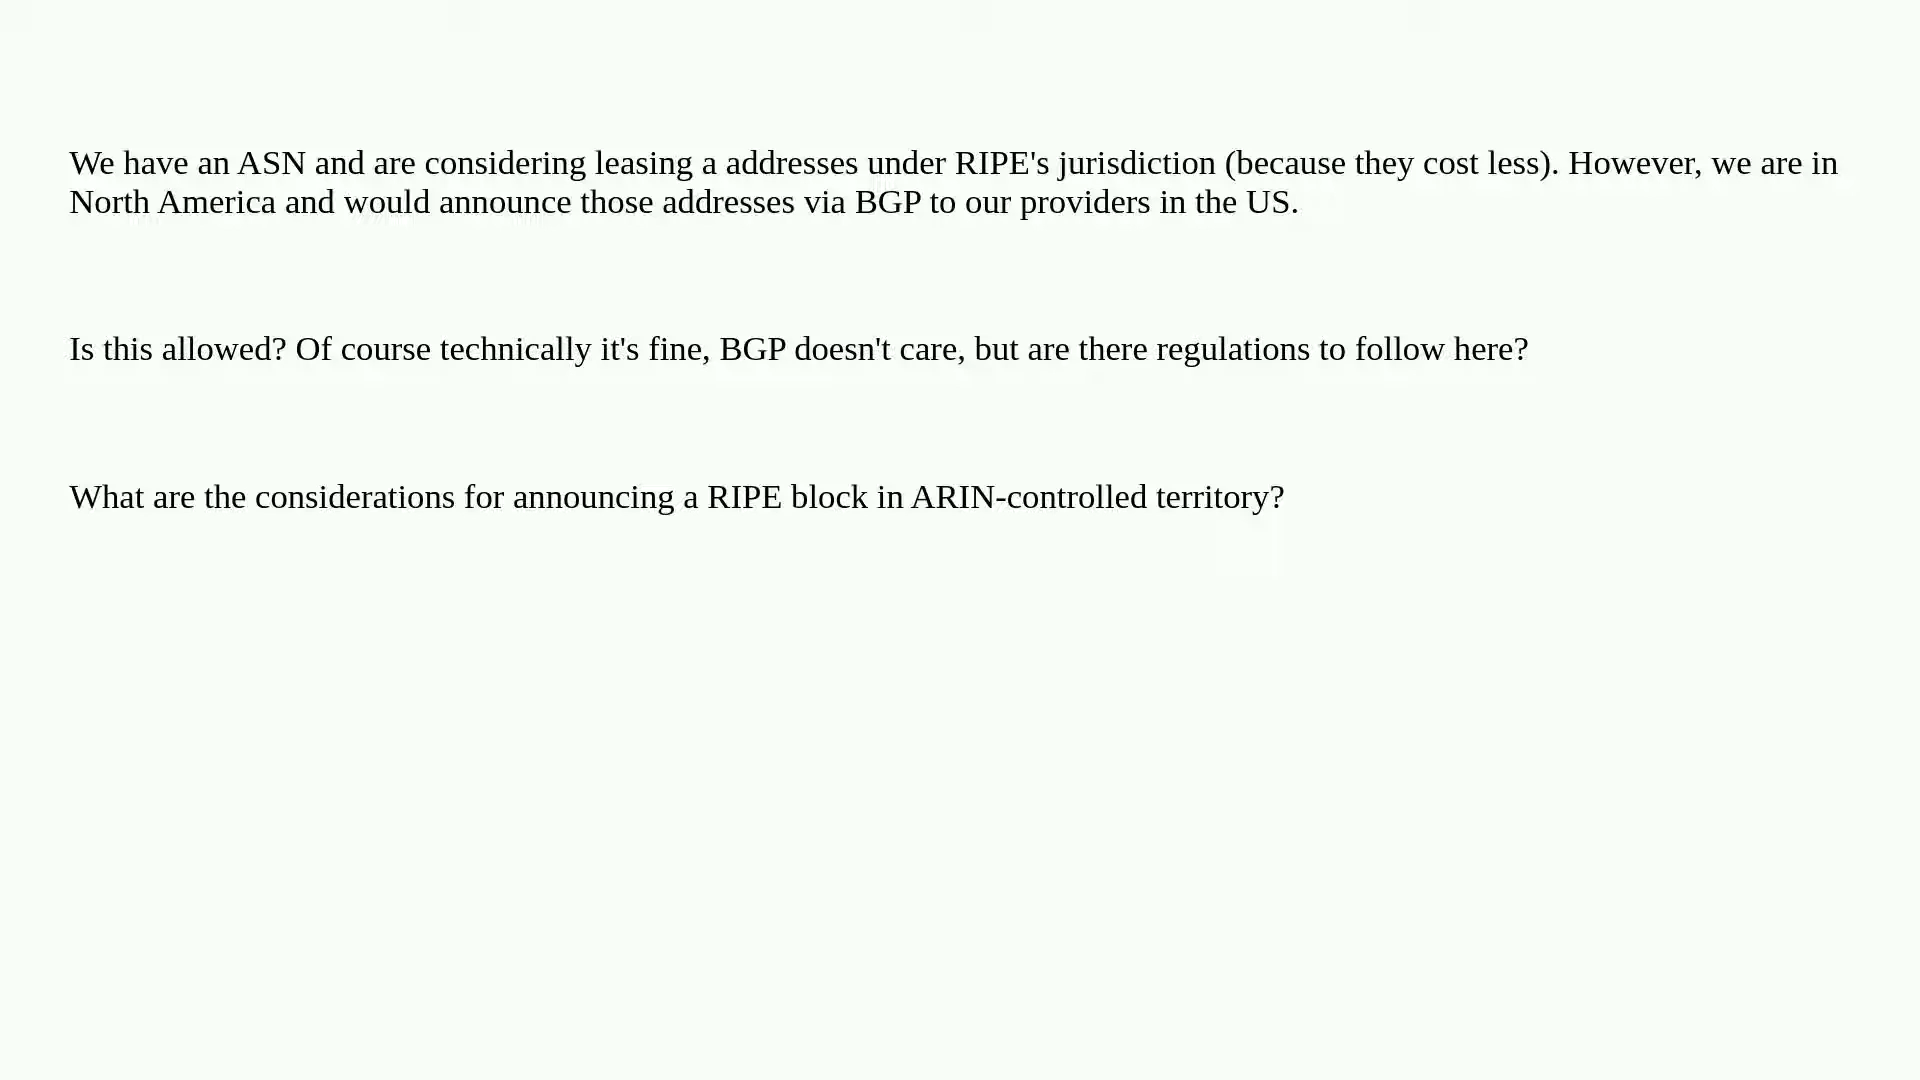 We have an ASN and are considering leasing a addresses under RIPE's jurisdiction (because they cost less). However, we are in
North America and would announce those addresses via BGP to our providers in the US.
Is this allowed? Of course technically it's fine, BGP doesn't care, but are there regulations to follow here?
What are the considerations for announcing a RIPE block in ARIN-controlled territory?